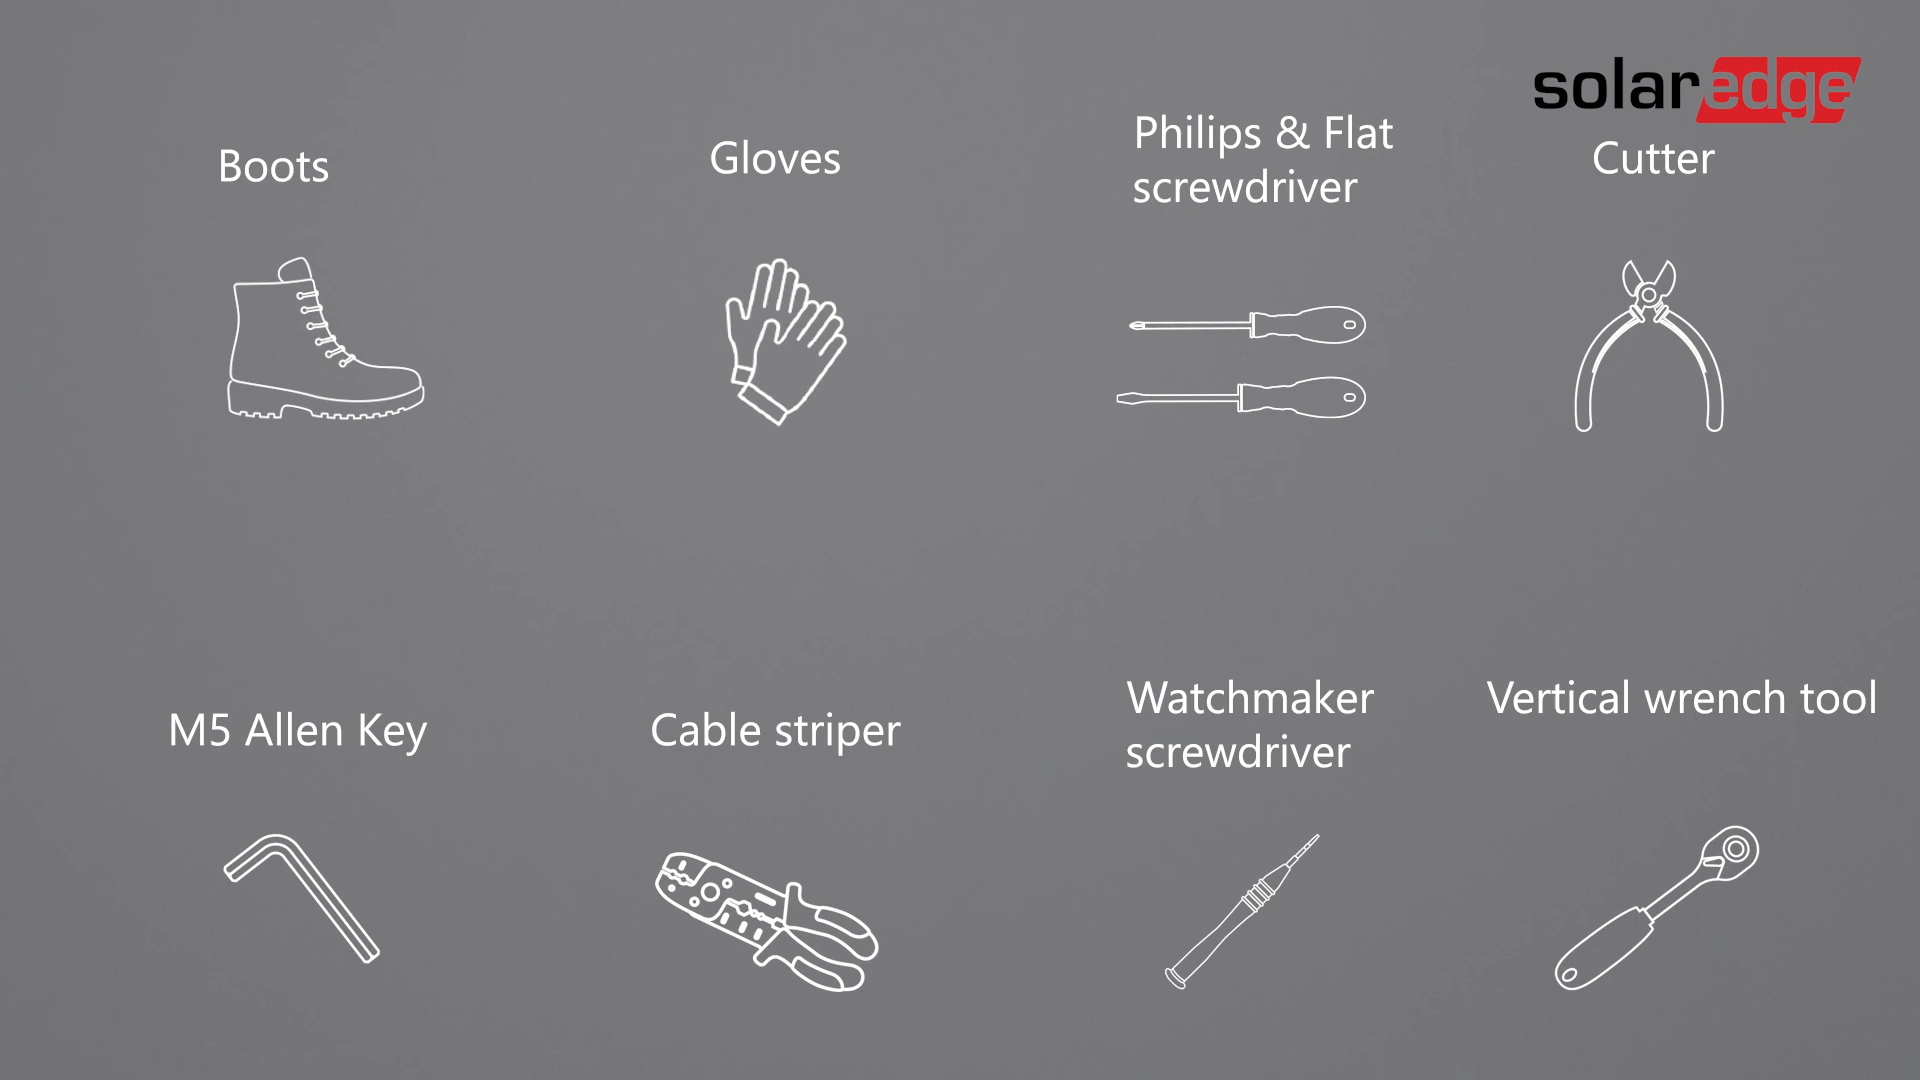 solaredge
Boots
Gloves
Philips & Flat
screwdriver
Cutter
M5 Allen Key
Cable striper
Watchmaker
screwdriver
Vertical wrench tool